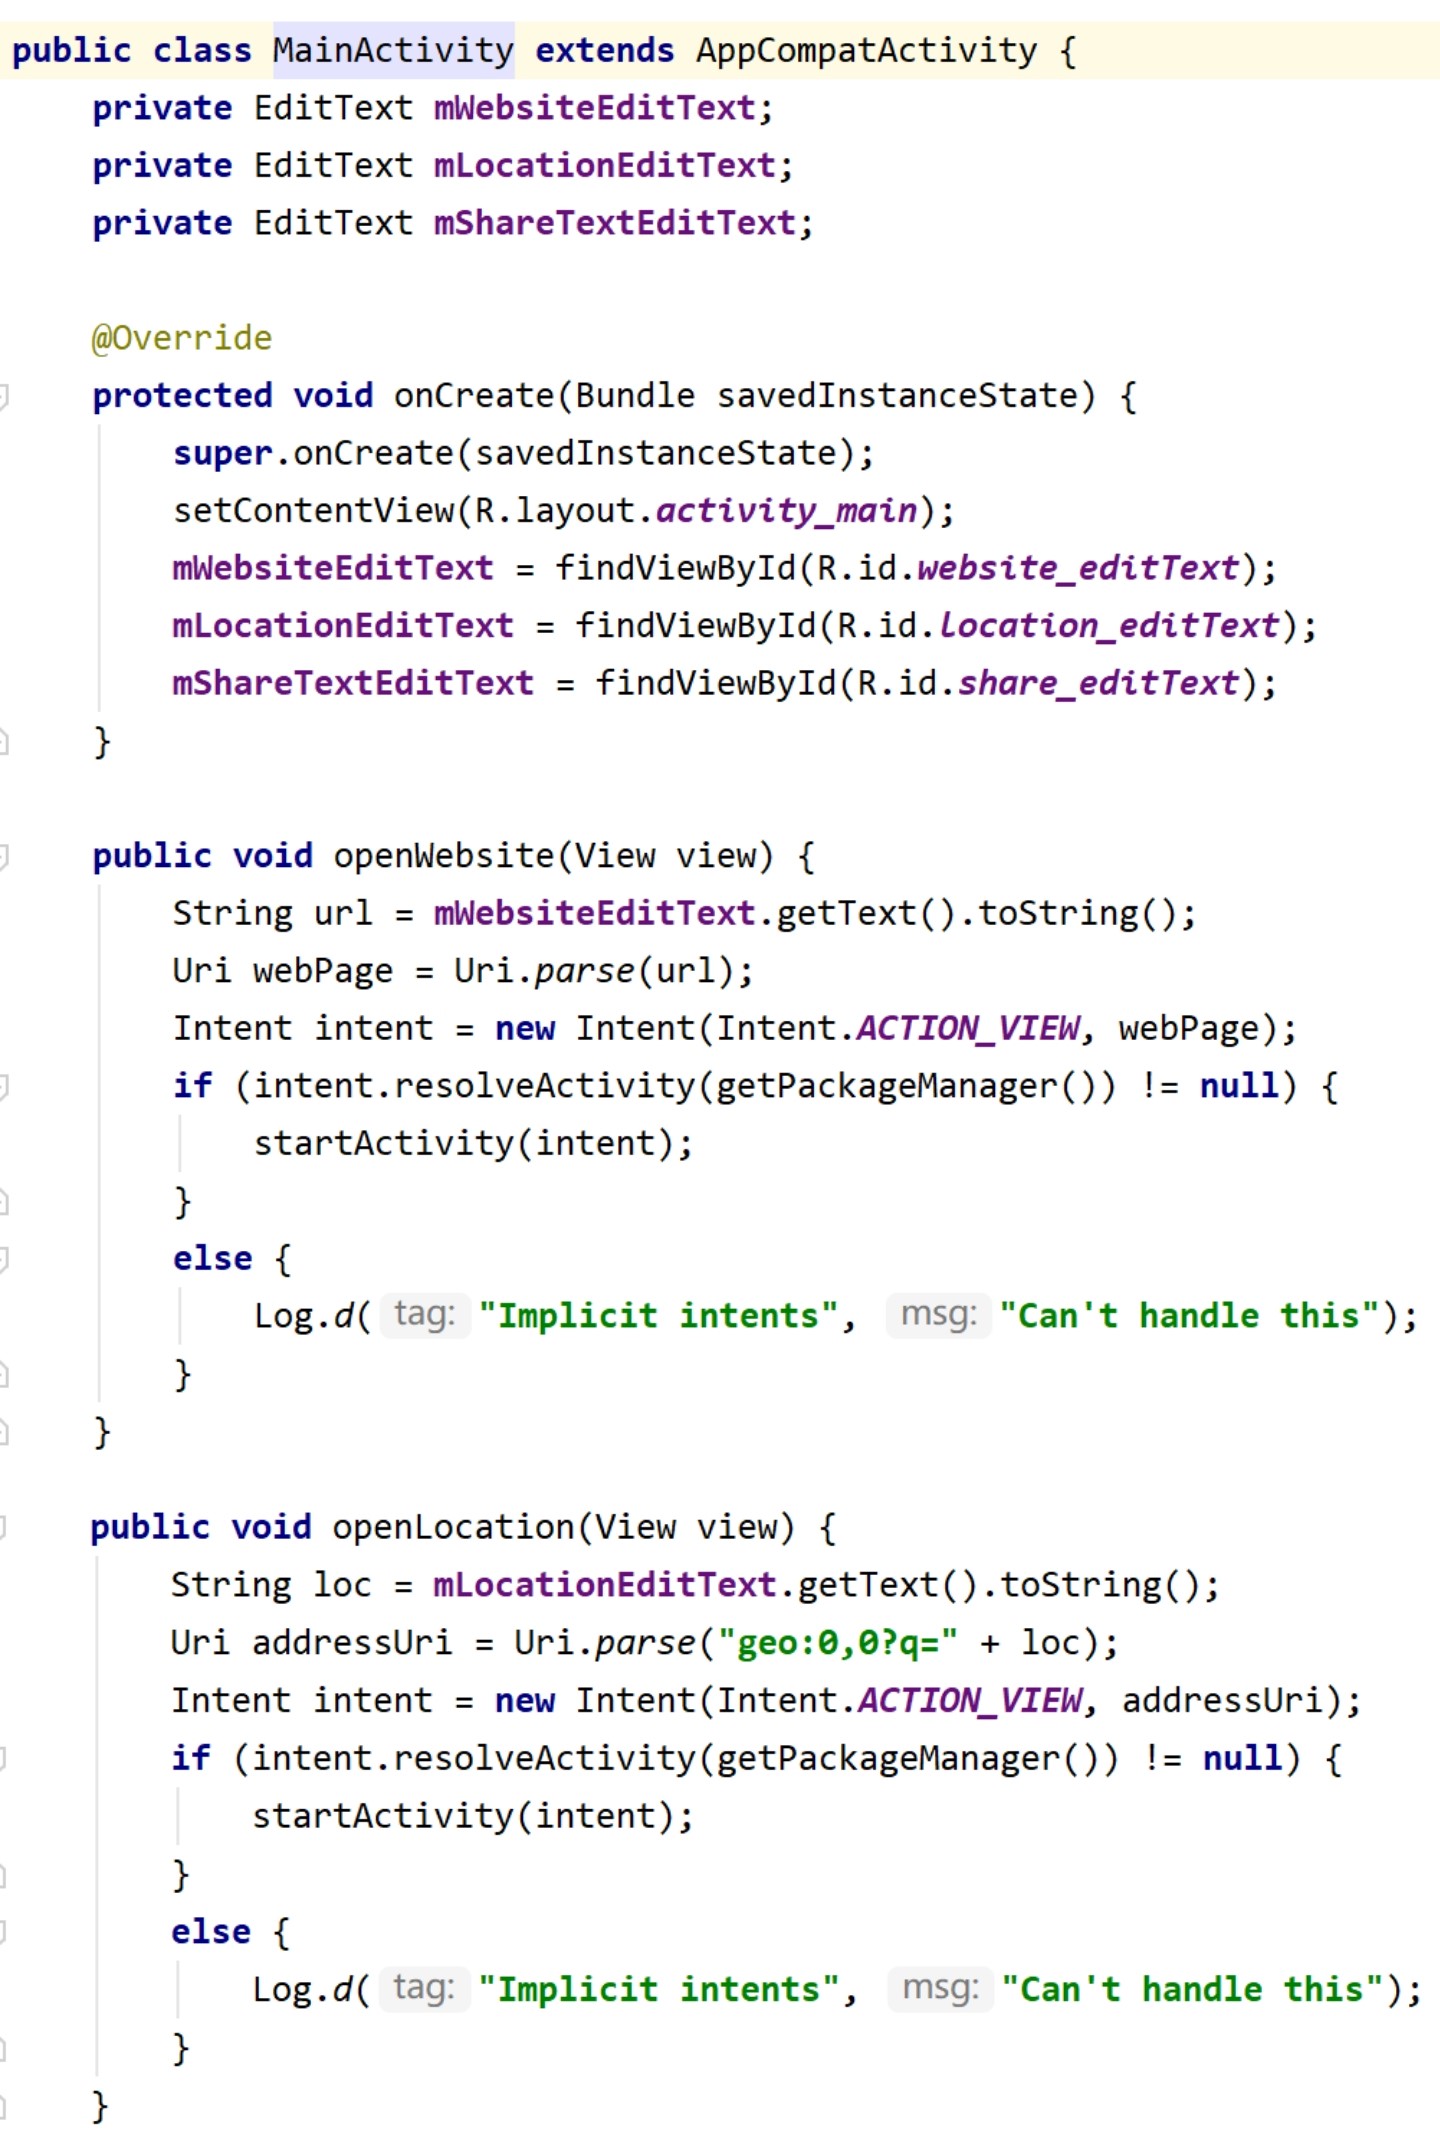 public class MainActivity extends AppCompatActivity {
    private EditText mWebsiteEditText;
    private EditText mLocationEditText;
    private EditText mShareTextEditText;

    @Override
    protected void onCreate(Bundle savedInstanceState) {
        super.onCreate(savedInstanceState);
        setContentView(R.layout.activity_main);
        mWebsiteEditText = findViewById(R.id.website_editText);
        mLocationEditText = findViewById(R.id.location_editText);
        mShareTextEditText = findViewById(R.id.share_editText);
    }

    public void openWebsite(View view) {
        String url = mWebsiteEditText.getText().toString();
        Uri webPage = Uri.parse(url);
        Intent intent = new Intent(Intent.ACTION_VIEW, webPage);
        if (intent.resolveActivity(getPackageManager()) != null) {
            startActivity(intent);
        }
        else {
            Log.d( tag: "Implicit intents",  msg: "Can't handle this");
        }
    }

    public void openLocation(View view) {
        String loc = mLocationEditText.getText().toString();
        Uri addressUri = Uri.parse("geo:0,0?q=" + loc);
        Intent intent = new Intent(Intent.ACTION_VIEW, addressUri);
        if (intent.resolveActivity(getPackageManager()) != null) {
            startActivity(intent);
        }
        else {
            Log.d( tag: "Implicit intents",  msg: "Can't handle this");
        }
    }